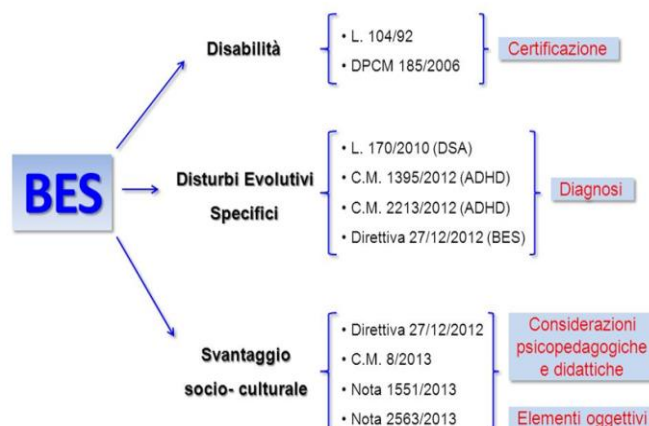 BES
Disabilità
• L. 104/92
• DPCM 185/2006
Certificazione
Disturbi Evolutivi
Specifici
• L. 170/2010 (DSA)
• C.M. 1395/2012 (ADHD)
• C.M. 2213/2012 (ADHD)
• Direttiva 27/12/2012 (BES)
Diagnosi
Svantaggio
socio- culturale
• Direttiva 27/12/2012
• C.M. 8/2013
• Nota 1551/2013
• Nota 2563/2013
Considerazioni
psicopedagogiche
e didattiche
Elementi oggettivi